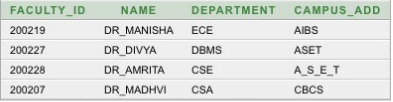 FACULTY_ID NAME DEPARTMENT CAMPUS_ADD
200219 DR_MANISHA ECE AIBS
200227 DR_DIVYA DBMS ASET
200228 DR_AMRITA CSE A_S_E_T
200207 DR_MADHVI CSA CBCS